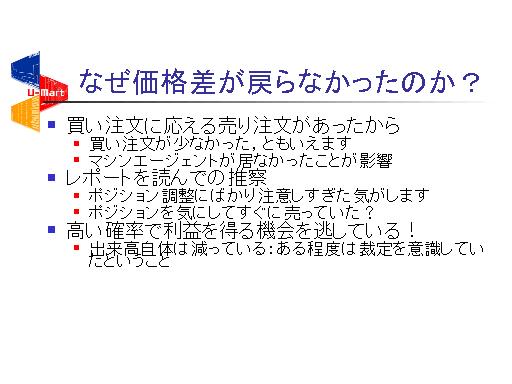 U-Mart
なぜ価格差が戻らなかったのか？
買い注文に応える売り注文があったから
買い注文が少なかった，ともいえます
マシンエージェントが居なかったことが影響
レポートを読んでの推察
ポジション調整にばかり注意しすぎた気がします
ポジションを気にしてすぐに売っていた？
高い確率で利益を得る機会を逃している！
出来高自体は減っている：ある程度は裁定を意識してい
たということ